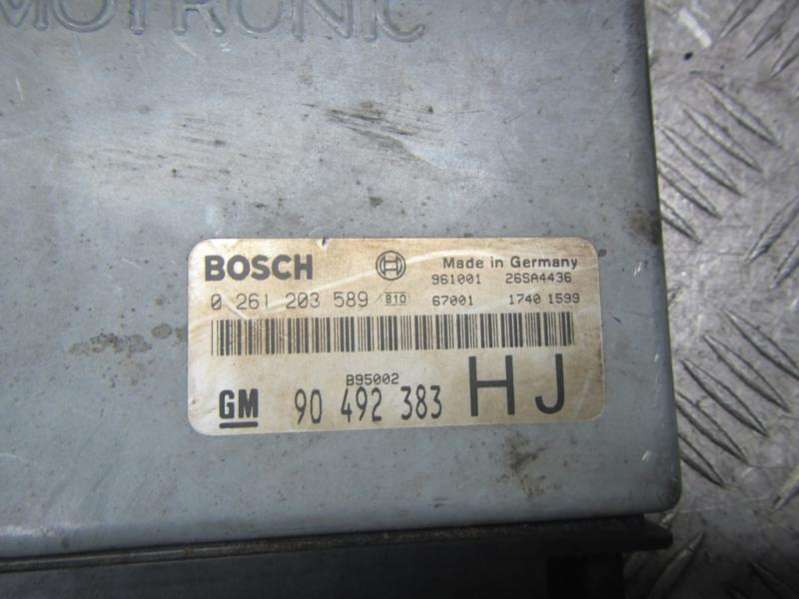 MOTRONIC
BOSCH Made in Germany
961001 26SA4436
0 261 203 589 B10 67001 1740 1599
B95002
GM 90 492 383 HJ